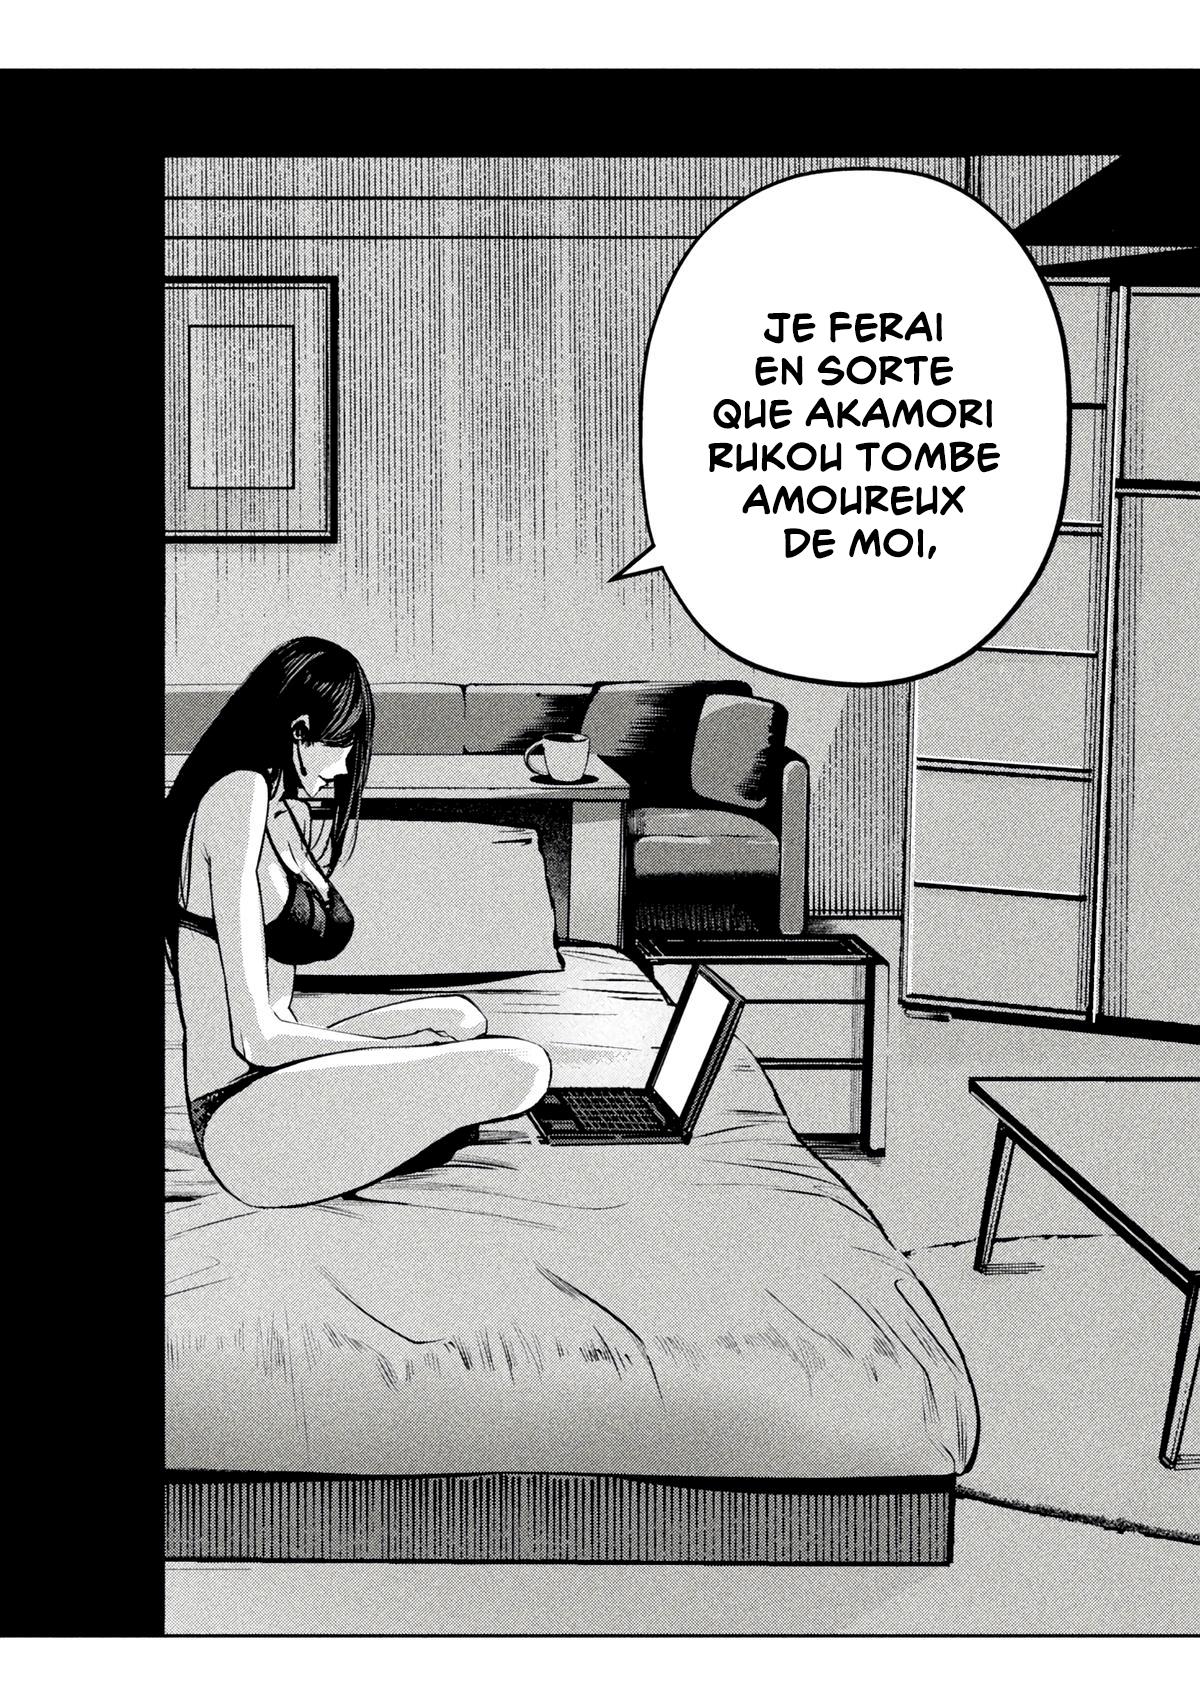 JE FERAI
EN SORTE
QUE AKAMORI
RUKOU TOMBE
AMOUREUX
DE MOI,